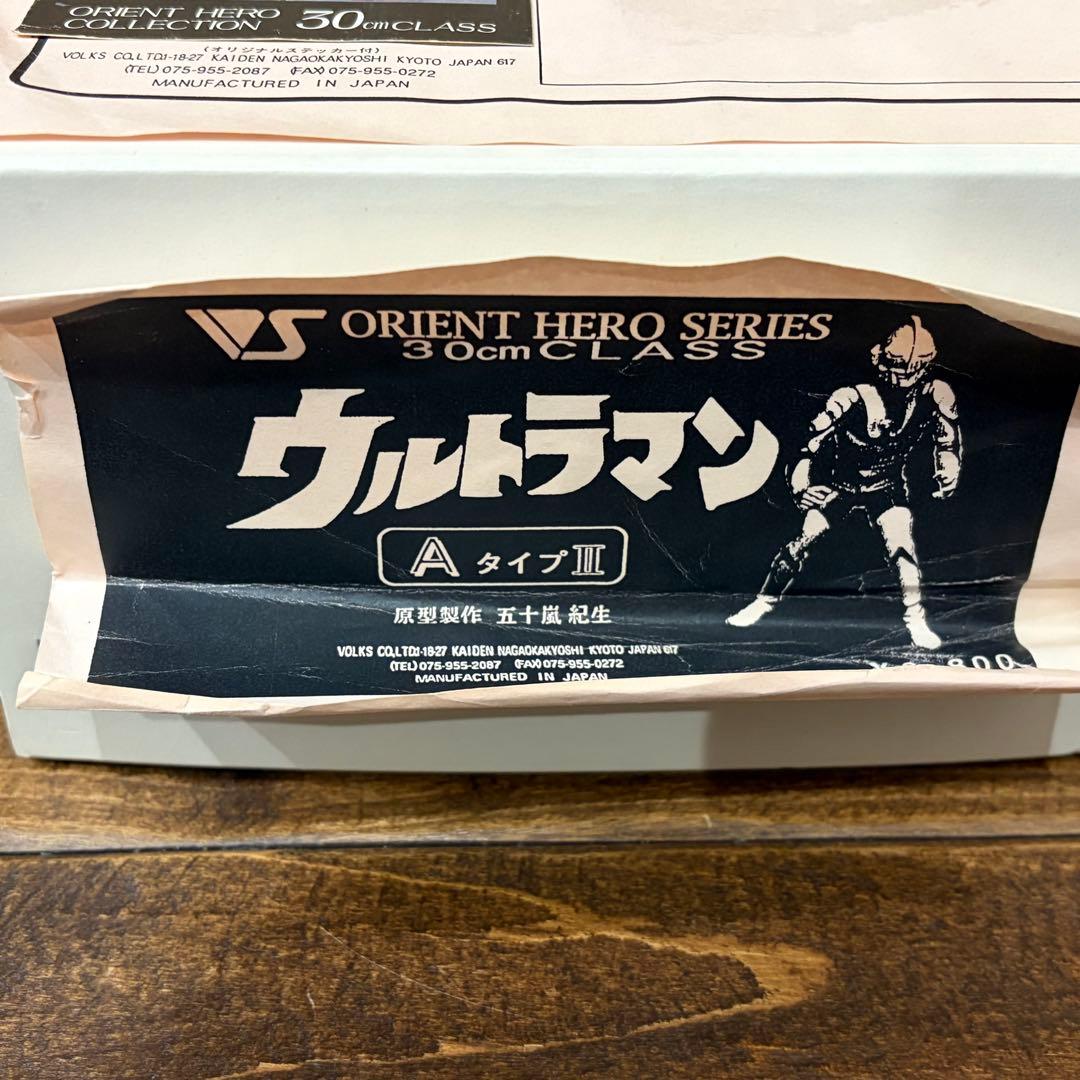 ORIENT HERO
COLLECTION 30cm CLASS
(オリジナルステッカー付)
VOLKS CO,LTD.1-18-27 KAIDEN NAGAOKAKYOSHI KYOTO JAPAN 617
(TEL) 075-955-2087 (FAX) 075-955-0272
MANUFACTURED IN JAPAN
VS ORIENT HERO SERIES
30cm CLASS
ウルトラマン
A タイプ III
原型製作 五十嵐 紀生
VOLKS CO,LTD.1-18-27 KAIDEN NAGAOKAKYOSHI KYOTO JAPAN 617
(TEL) 075-955-2087 (FAX) 075-955-0272
MANUFACTURED IN JAPAN